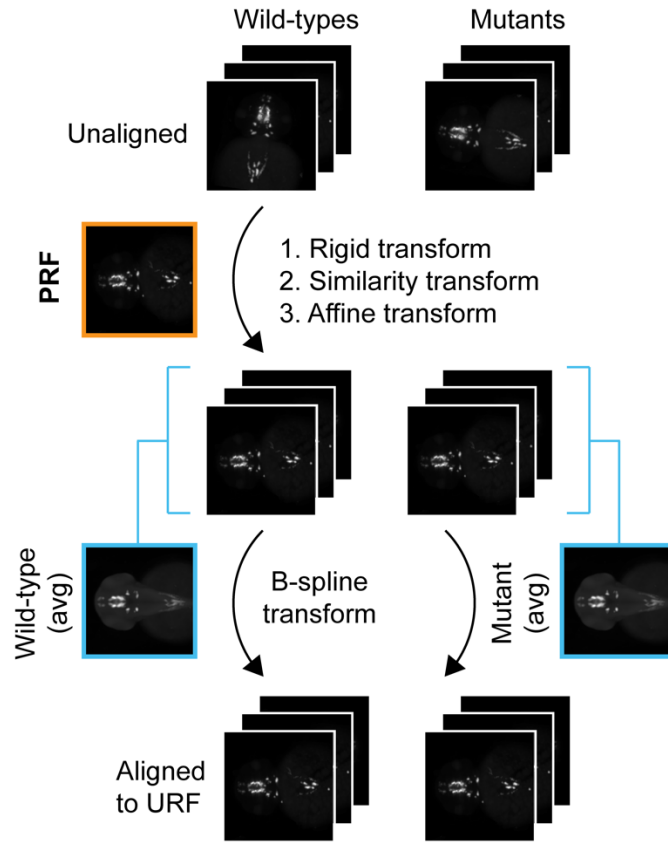 Wild-types
Mutants
Unaligned
PRF
1. Rigid transform
2. Similarity transform
3. Affine transform
Wild-type
(avg)
B-spline
transform
Mutant
(avg)
Aligned
to URF